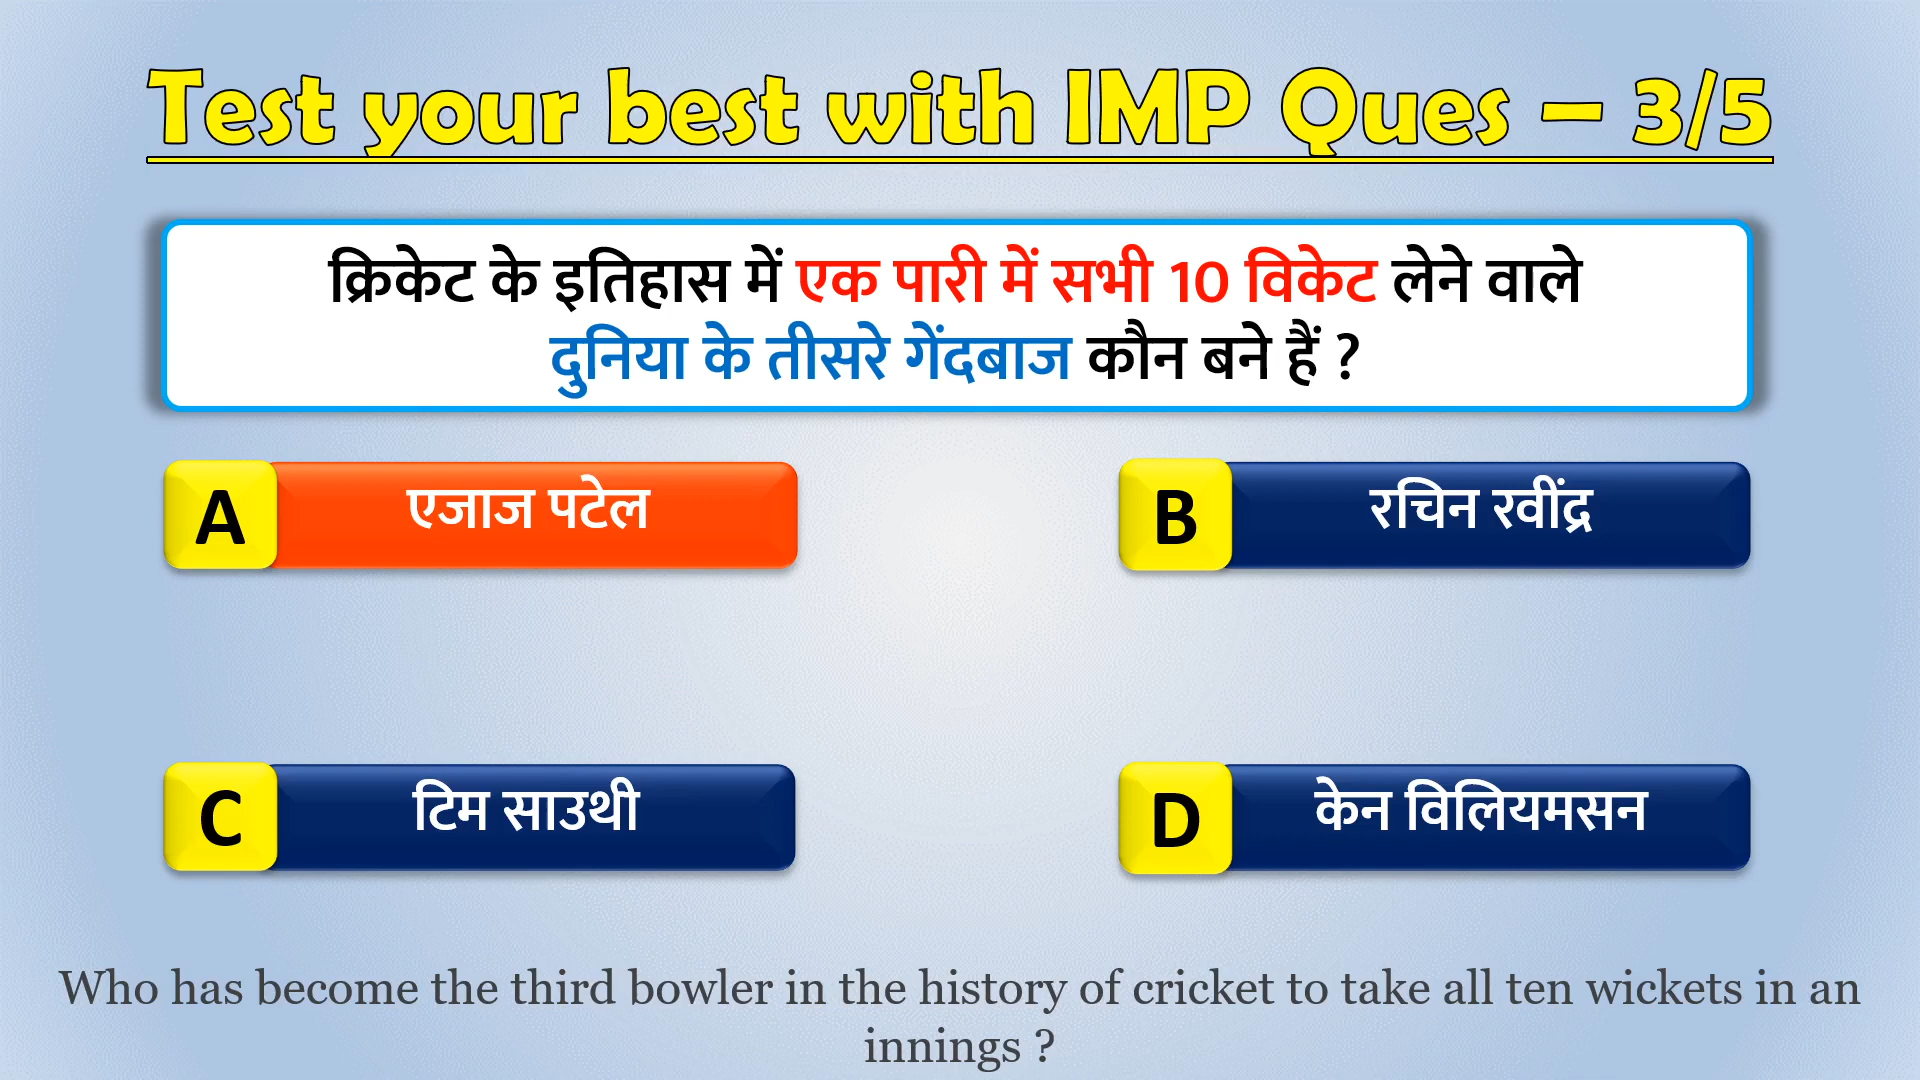 Test your best with IMP Ques – 3/5
क्रिकेट के इतिहास में एक पारी में सभी 10 विकेट लेने वाले
दुनिया के तीसरे गेंदबाज कौन बने हैं ?
A एजाज पटेल
B रचिन रवींद्र
C टिम साउथी
D केन विलियमसन
Who has become the third bowler in the history of cricket to take all ten wickets in an
innings ?